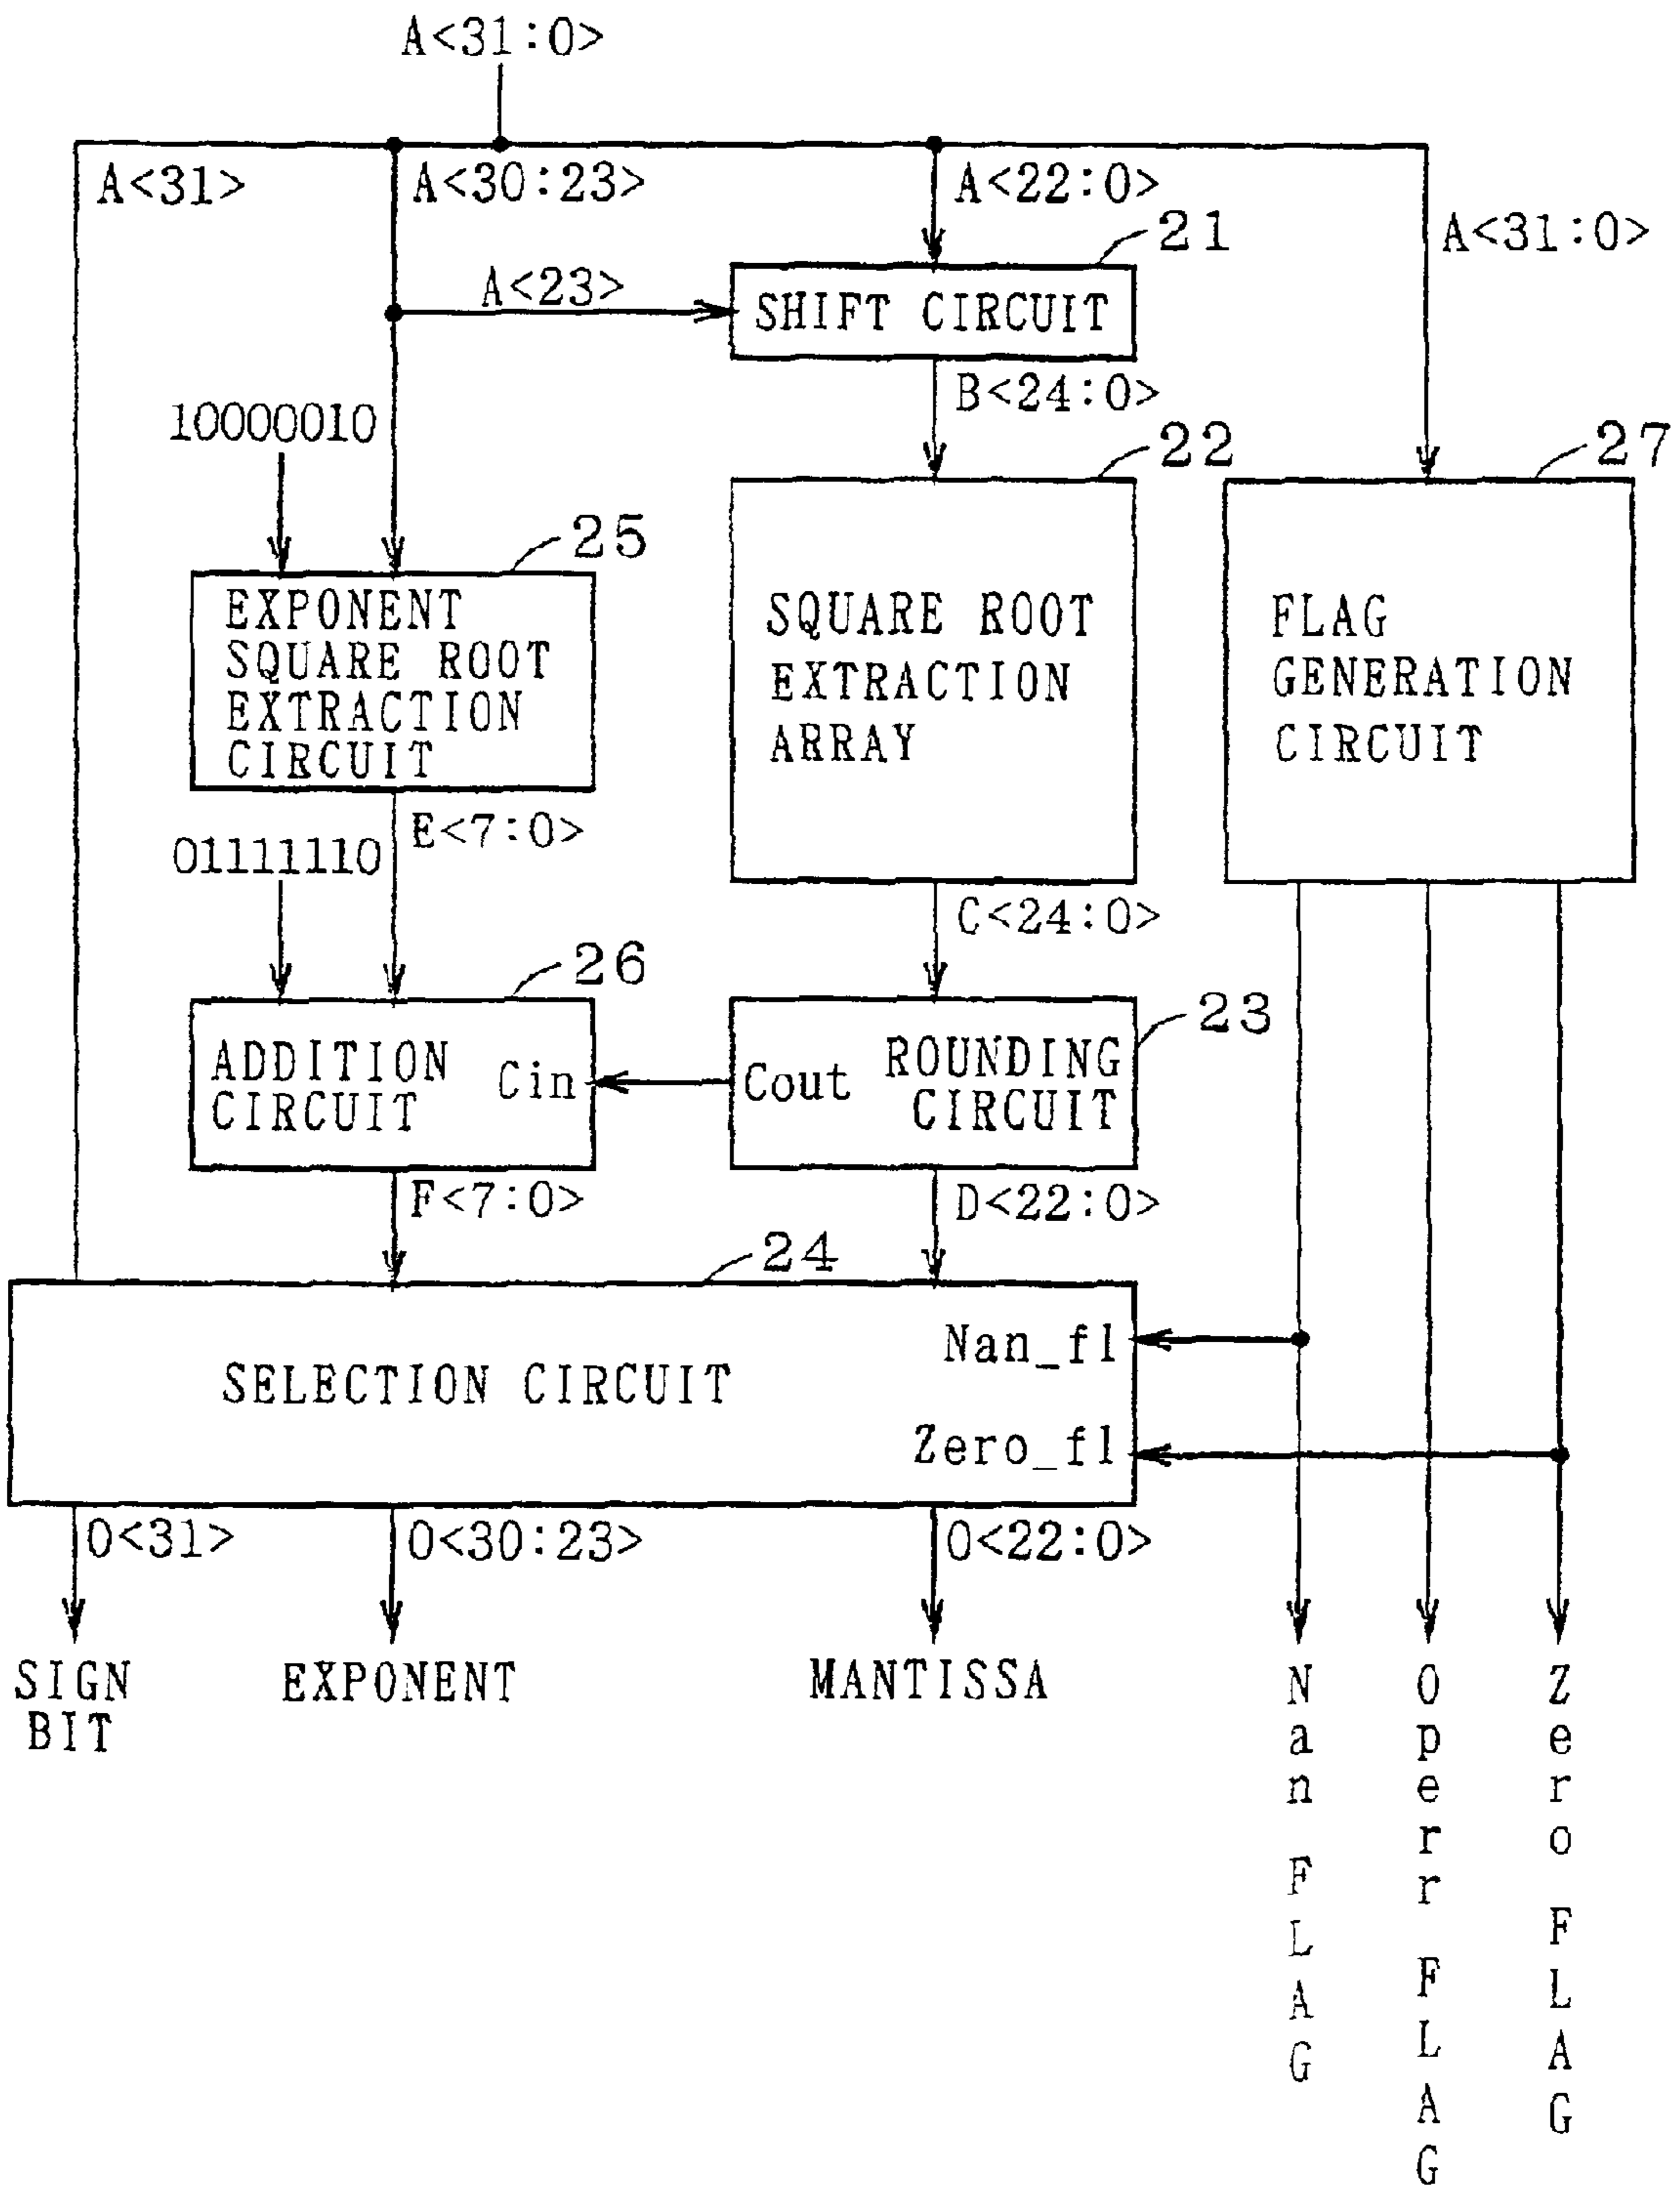 A<31:0>
A<31>
A<30:23>
A<22:0>
A<31:0>
21
A<23>
SHIFT CIRCUIT
B<24:0>
10000010
22
27
25
EXPONENT
SQUARE ROOT
EXTRACTION
CIRCUIT
SQUARE ROOT
EXTRACTION
ARRAY
FLAG
GENERATION
CIRCUIT
E<7:0>
01111110
C<24:0>
26
23
ADDITION
CIRCUIT
Cin
Cout
ROUNDING
CIRCUIT
F<7:0>
D<22:0>
24
Nan_fl
SELECTION CIRCUIT
Zero_fl
O<31>
O<30:23>
O<22:0>
SIGN
BIT
EXPONENT
MANTISSA
Nan FLAG
Operr FLAG
Zero FLAG